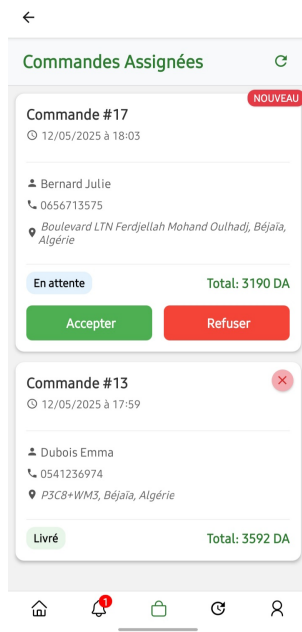 Commandes Assignées
NOUVEAU
Commande #17
12/05/2025 à 18:03
Bernard Julie
0656713575
Boulevard LTN Ferdjellah Mohand Oulhadj, Béjaïa,
Algérie
En attente
Total: 3190 DA
Accepter
Refuser
Commande #13
12/05/2025 à 17:59
Dubois Emma
0541236974
P3C8+WM3, Béjaïa, Algérie
Livré
Total: 3592 DA
1